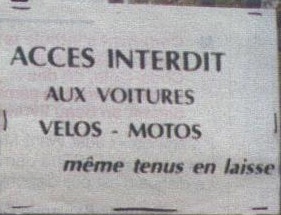 ACCES INTERDIT
AUX VOITURES
VELOS - MOTOS
même tenus en laisse